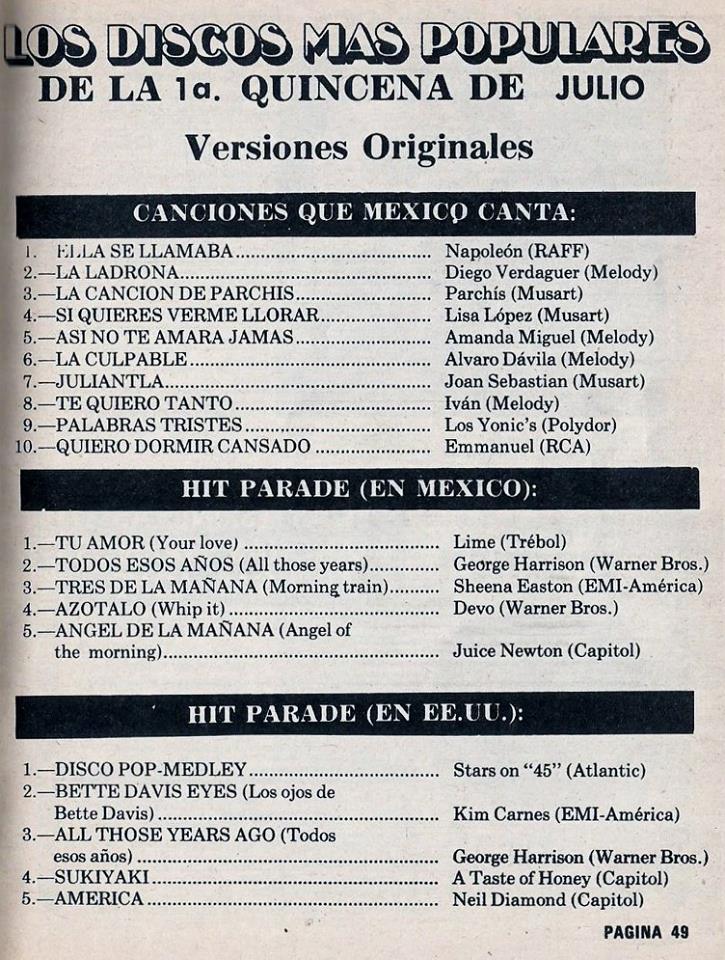 LOS DISCOS MAS POPULARES
DE LA 1a. QUINCENA DE JULIO
Versiones Originales
CANCIONES QUE MEXICO CANTA:
1. ELLA SE LLAMABA.................................. Napoleón (RAFF)
2.—LA LADRONA............................................ Diego Verdaguer (Melody)
3.—LA CANCION DE PARCHIS........................ Parchís (Musart)
4.—SI QUIERES VERME LLORAR.................... Lisa López (Musart)
5.—ASI NO TE AMARA JAMAS........................ Amanda Miguel (Melody)
6.—LA CULPABLE.......................................... Alvaro Dávila (Melody)
7.—JULIANTLA.............................................. Joan Sebastian (Musart)
8.—TE QUIERO TANTO.................................. Iván (Melody)
9.—PALABRAS TRISTES................................ Los Yonic's (Polydor)
10.—QUIERO DORMIR CANSADO.................... Emmanuel (RCA)
HIT PARADE (EN MEXICO):
1.—TU AMOR (Your love) .................................. Lime (Trébol)
2.—TODOS ESOS AÑOS (All those years)............ George Harrison (Warner Bros.)
3.—TRES DE LA MAÑANA (Morning train).......... Sheena Easton (EMI-América)
4.—AZOTALO (Whip it) .................................... Devo (Warner Bros.)
5.—ANGEL DE LA MAÑANA (Angel of
the morning)................................................ Juice Newton (Capitol)
HIT PARADE (EN EE.UU.):
1.—DISCO POP-MEDLEY.................................. Stars on “45” (Atlantic)
2.—BETTE DAVIS EYES (Los ojos de
Bette Davis).................................................. Kim Carnes (EMI-América)
3.—ALL THOSE YEARS AGO (Todos
esos años) .................................................... George Harrison (Warner Bros.)
4.—SUKIYAKI.................................................. A Taste of Honey (Capitol)
5.—AMERICA.................................................. Neil Diamond (Capitol)
PAGINA 49